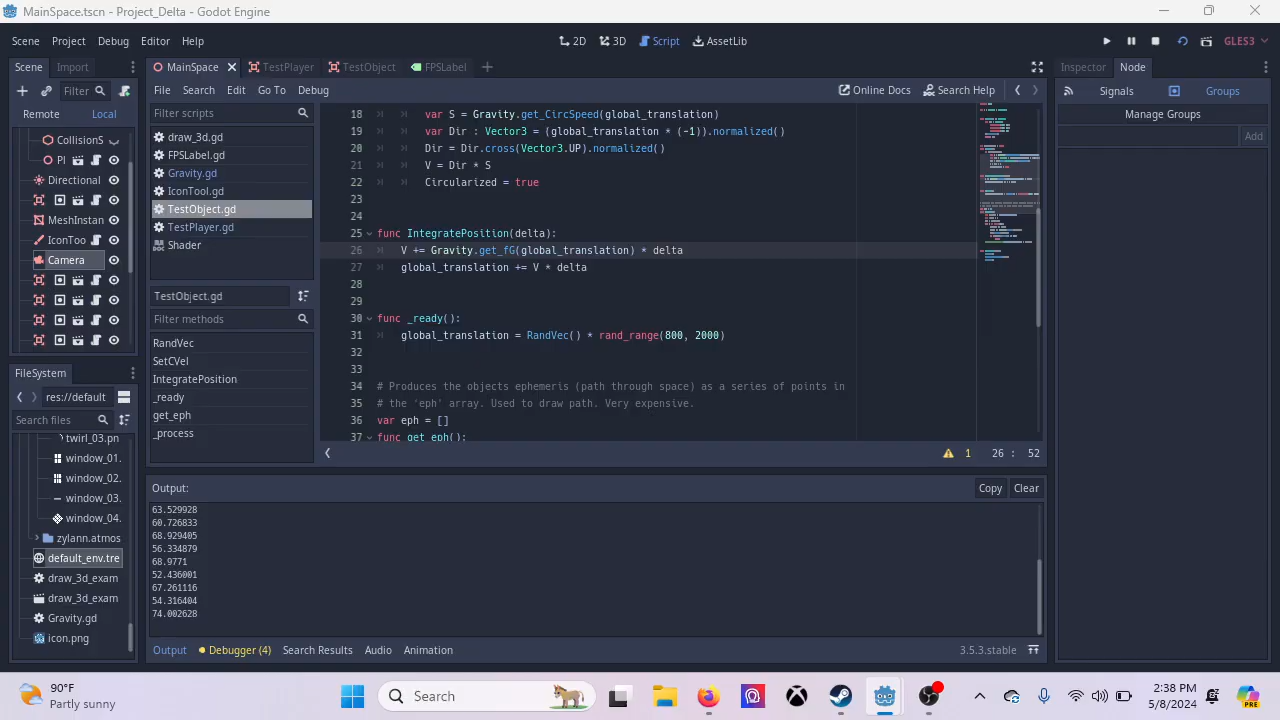 MainSpace.tscn - Project_Delta - Godot Engine
Scene Project Debug Editor Help
2D 3D Script AssetLib
GLES3
Scene Import
Filter
Remote
CollisionS
Pl
Directional
MeshInstan
IconToo
Camera
FileSystem
res://default
Search files
twirl_03.pn
window_01.
window_02.
window_03.
window_04.
zylann.atmos
default_env.tre
draw_3d_exam
draw_3d_exam
Gravity.gd
icon.png
MainSpace TestPlayer TestObject FPSLabel
File Search Edit Go To Debug
Online Docs Search Help
Filter scripts
draw_3d.gd
FPSLabel.gd
Gravity.gd
IconTool.gd
TestObject.gd
TestPlayer.gd
Shader
TestObject.gd
Filter methods
RandVec
SetCVel
IntegratePosition
_ready
get_eph
_process
18 var = Gravity.get_ Speed(global_translation)
19 var : Vector3 = _translation * (-1)).normalized()
20 Dir = Dir.cross(Vector3.UP).normalized()
21 V = Dir * S
22 Circularized = true
23
24
25 func IntegratePosition(delta):
26 V += Gravity.get_fG(global_translation) * delta
27 global_translation += V * delta
28
29
30 func _ready():
31 global_translation = RandVec() * rand_range(800, 2000)
32
33
34 # Produces the objects ephemeris (path through space) as a series of points in
35 # the 'eph' array. Used to draw path. Very expensive.
36 var eph = []
37 func get_eph():
1 26 : 52
Output:
Copy Clear
63.529928
60.726833
68.929405
56.334879
68.9771
52.436001
67.261116
54.316404
74.002628
Output Debugger (4) Search Results Audio Animation
3.5.3.stable
Inspector Node
Signals Groups
Manage Groups
Add
90°F
Partly sunny
Search
2:38 PM
5/8/2024
PRE